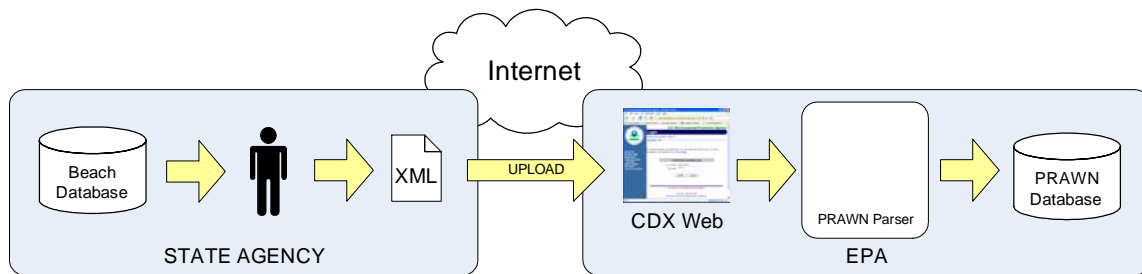 Internet
Beach
Database
XML
UPLOAD
CDX Web
PRAWN Parser
PRAWN
Database
STATE AGENCY
EPA